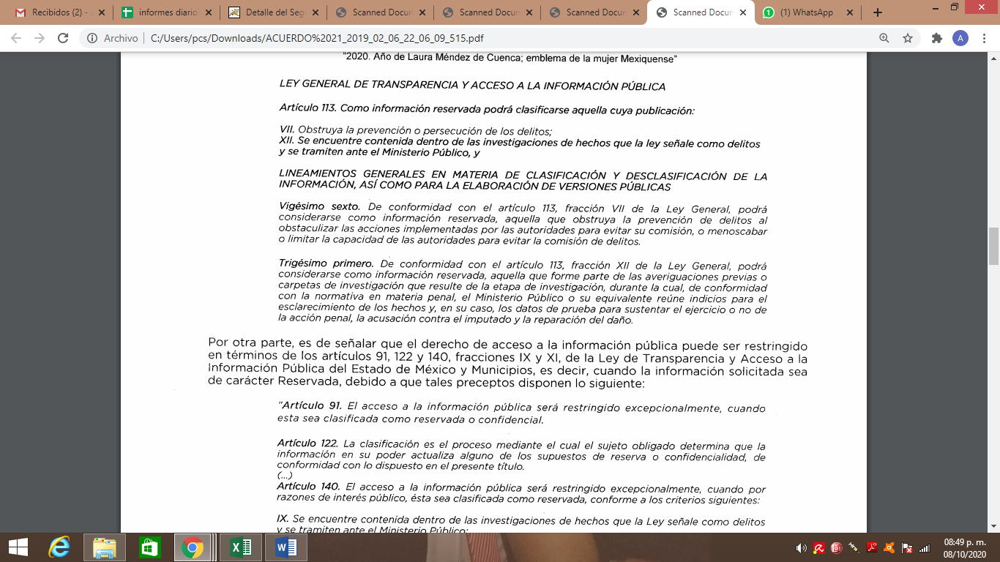 Recibidos (2) -
informes diario
Detalle del Seg
Scanned Docum
Scanned Docum
Scanned Docum
Scanned Docum
(1) WhatsApp
Archivo
C:/Users/pcs/Downloads/ACUERDO%2021_2019_02_06_22_06_09_515.pdf
A
"2020. Año de Laura Méndez de Cuenca; emblema de la mujer Mexiquense"
LEY GENERAL DE TRANSPARENCIA Y ACCESO A LA INFORMACIÓN PÚBLICA
Artículo 113. Como información reservada podrá clasificarse aquella cuya publicación:
VII. Obstruya la prevención o persecución de los delitos;
XII. Se encuentre contenida dentro de las investigaciones de hechos que la ley señale como delitos
y se tramiten ante el Ministerio Público, y
LINEAMIENTOS GENERALES EN MATERIA DE CLASIFICACIÓN Y DESCLASIFICACIÓN DE LA
INFORMACIÓN, ASÍ COMO PARA LA ELABORACIÓN DE VERSIONES PÚBLICAS
Vigésimo sexto. De conformidad con el artículo 113, fracción VII de la Ley General, podrá
considerarse como información reservada, aquella que obstruya la prevención de delitos al
obstaculizar las acciones implementadas por las autoridades para evitar su comisión, o menoscabar
o limitar la capacidad de las autoridades para evitar la comisión de delitos.
Trigésimo primero. De conformidad con el artículo 113, fracción XII de la Ley General, podrá
considerarse como información reservada, aquella que forme parte de las averiguaciones previas o
carpetas de investigación que resulte de la etapa de investigación, durante la cual, de conformidad
con la normativa en materia penal, el Ministerio Público o su equivalente reúne indicios para el
esclarecimiento de los hechos y, en su caso, los datos de prueba para sustentar el ejercicio o no de
la acción penal, la acusación contra el imputado y la reparación del daño.
Por otra parte, es de señalar que el derecho de acceso a la información pública puede ser restringido
en términos de los artículos 91, 122 y 140, fracciones IX y XI, de la Ley de Transparencia y Acceso a la
Información Pública del Estado de México y Municipios, es decir, cuando la información solicitada sea
de carácter Reservada, debido a que tales preceptos disponen lo siguiente:
"Artículo 91. El acceso a la información pública será restringido excepcionalmente, cuando
esta sea clasificada como reservada o confidencial.
Artículo 122. La clasificación es el proceso mediante el cual el sujeto obligado determina que la
información en su poder actualiza alguno de los supuestos de reserva o confidencialidad, de
conformidad con lo dispuesto en el presente título.
(...)
Artículo 140. El acceso a la información pública será restringido excepcionalmente, cuando por
razones de interés público, ésta sea clasificada como reservada, conforme a los criterios siguientes:
IX. Se encuentre contenida dentro de las investigaciones de hechos que la Ley señale como delitos
y se tramiten ante el Ministerio Público;
08:49 p. m.
08/10/2020